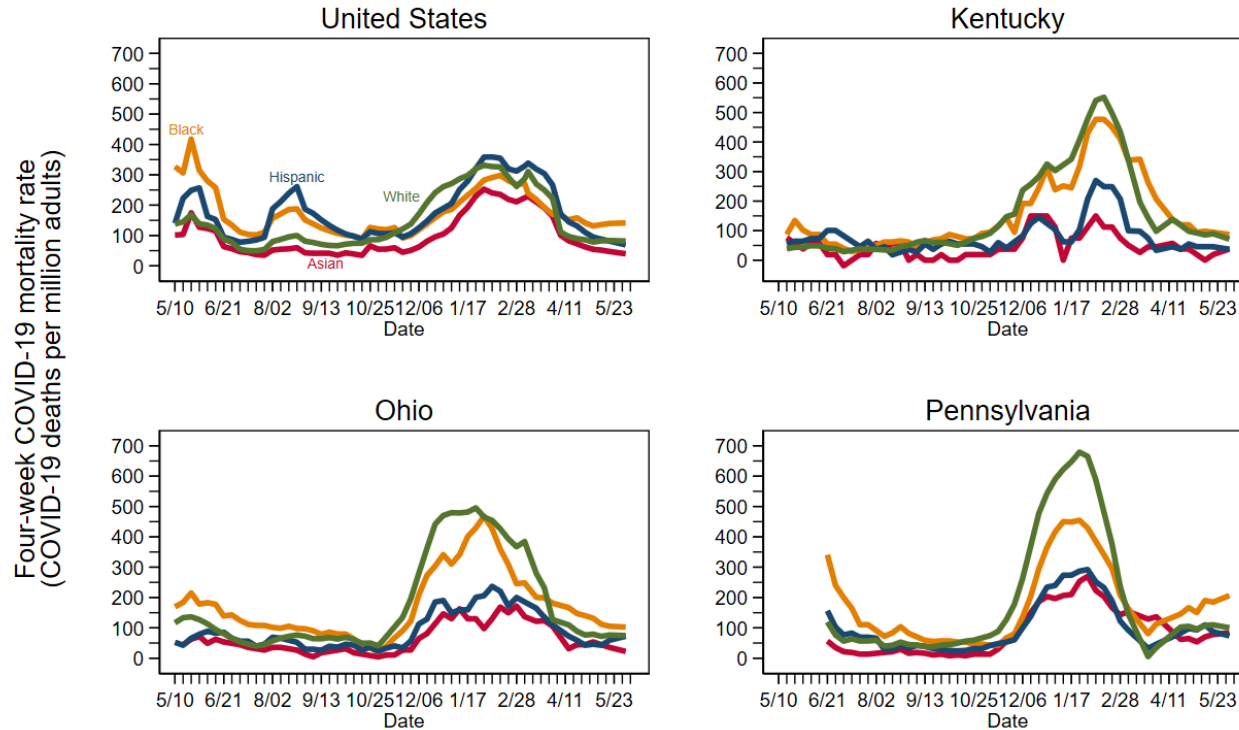 United States
Kentucky
Four-week COVID-19 mortality rate
(COVID-19 deaths per million adults)
700
600
500
400
300
200
100
0
Black
Hispanic
White
Asian
5/10 6/21 8/02 9/13 10/25 12/06 1/17 2/28 4/11 5/23
Date
700
600
500
400
300
200
100
0
5/10 6/21 8/02 9/13 10/25 12/06 1/17 2/28 4/11 5/23
Date
Ohio
Pennsylvania
700
600
500
400
300
200
100
0
5/10 6/21 8/02 9/13 10/25 12/06 1/17 2/28 4/11 5/23
Date
700
600
500
400
300
200
100
0
5/10 6/21 8/02 9/13 10/25 12/06 1/17 2/28 4/11 5/23
Date